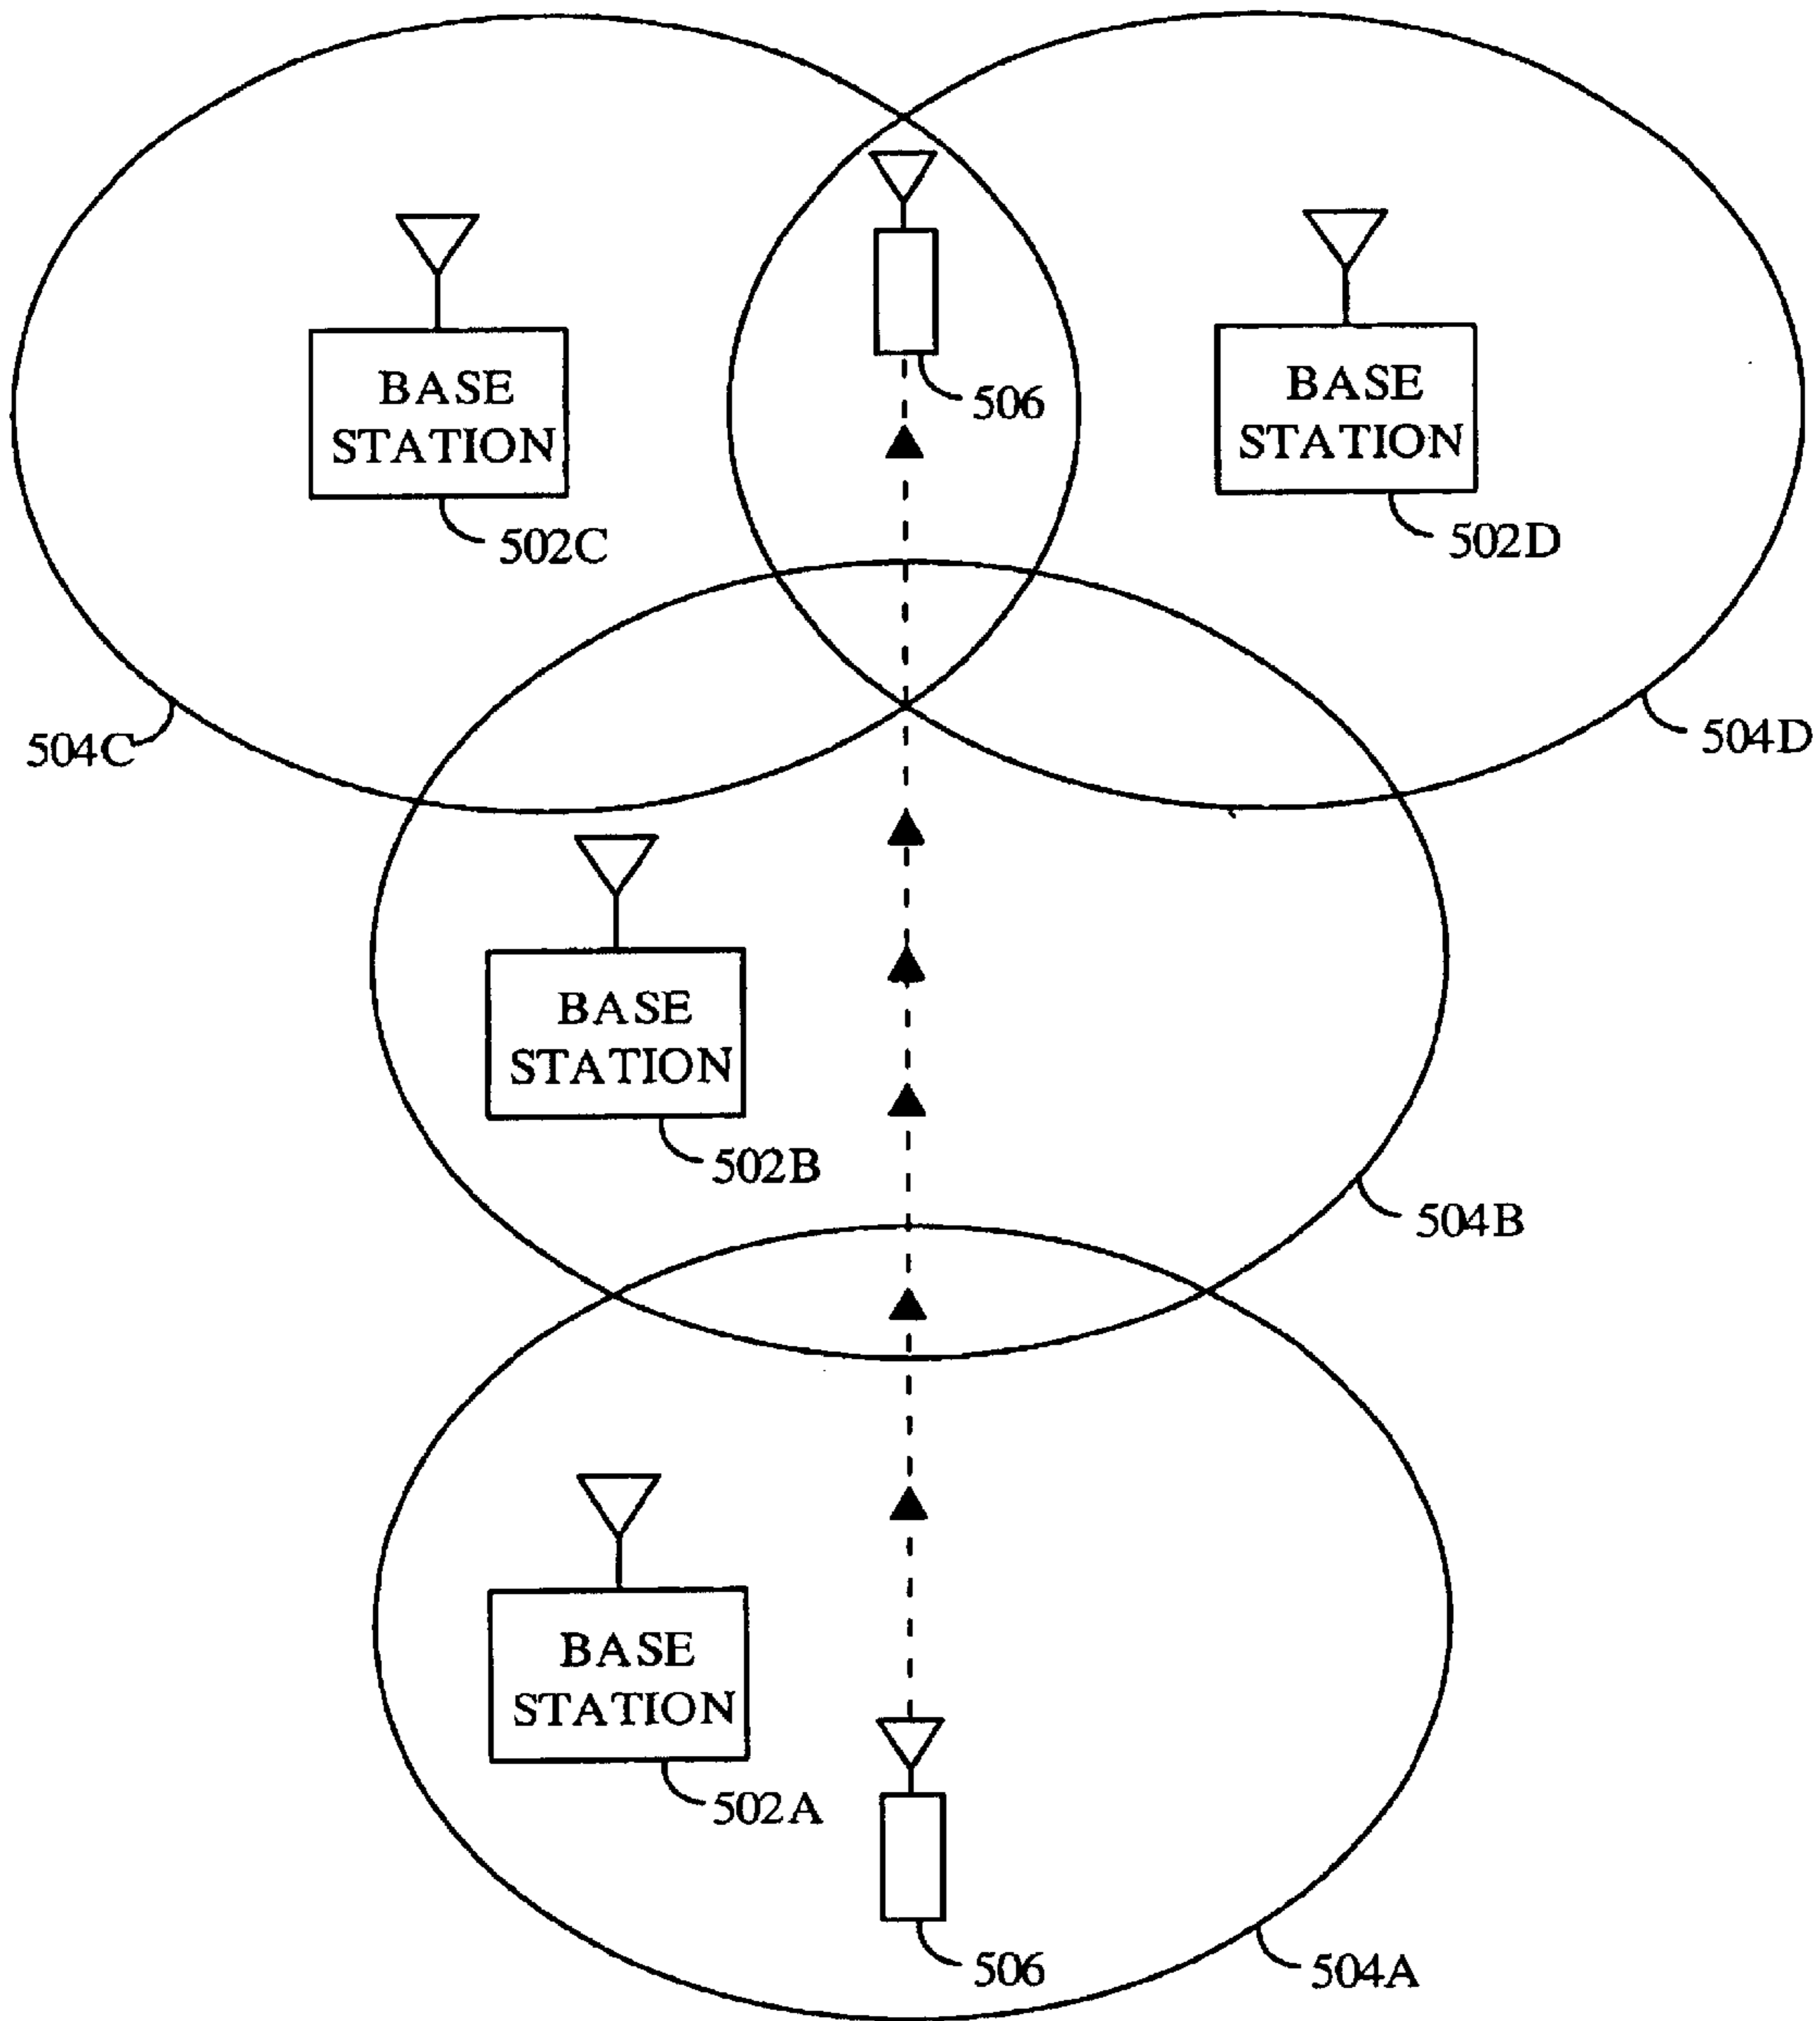 506
BASE
STATION
502C
BASE
STATION
502D
504C
504D
BASE
STATION
502B
504B
BASE
STATION
502A
506
504A